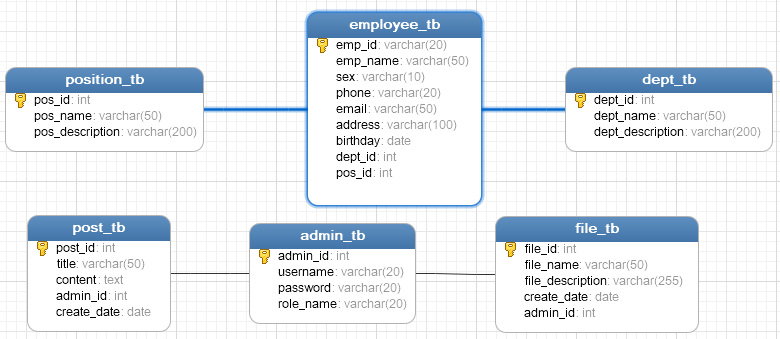 employee_tb
emp_id: varchar(20)
emp_name: varchar(50)
sex: varchar(10)
phone: varchar(20)
email: varchar(50)
address: varchar(100)
birthday: date
dept_id: int
pos_id: int
position_tb
pos_id: int
pos_name: varchar(50)
pos_description: varchar(200)
dept_tb
dept_id: int
dept_name: varchar(50)
dept_description: varchar(200)
post_tb
post_id: int
title: varchar(50)
content: text
admin_id: int
create_date: date
admin_tb
admin_id: int
username: varchar(20)
password: varchar(20)
role_name: varchar(20)
file_tb
file_id: int
file_name: varchar(50)
file_description: varchar(255)
create_date: date
admin_id: int